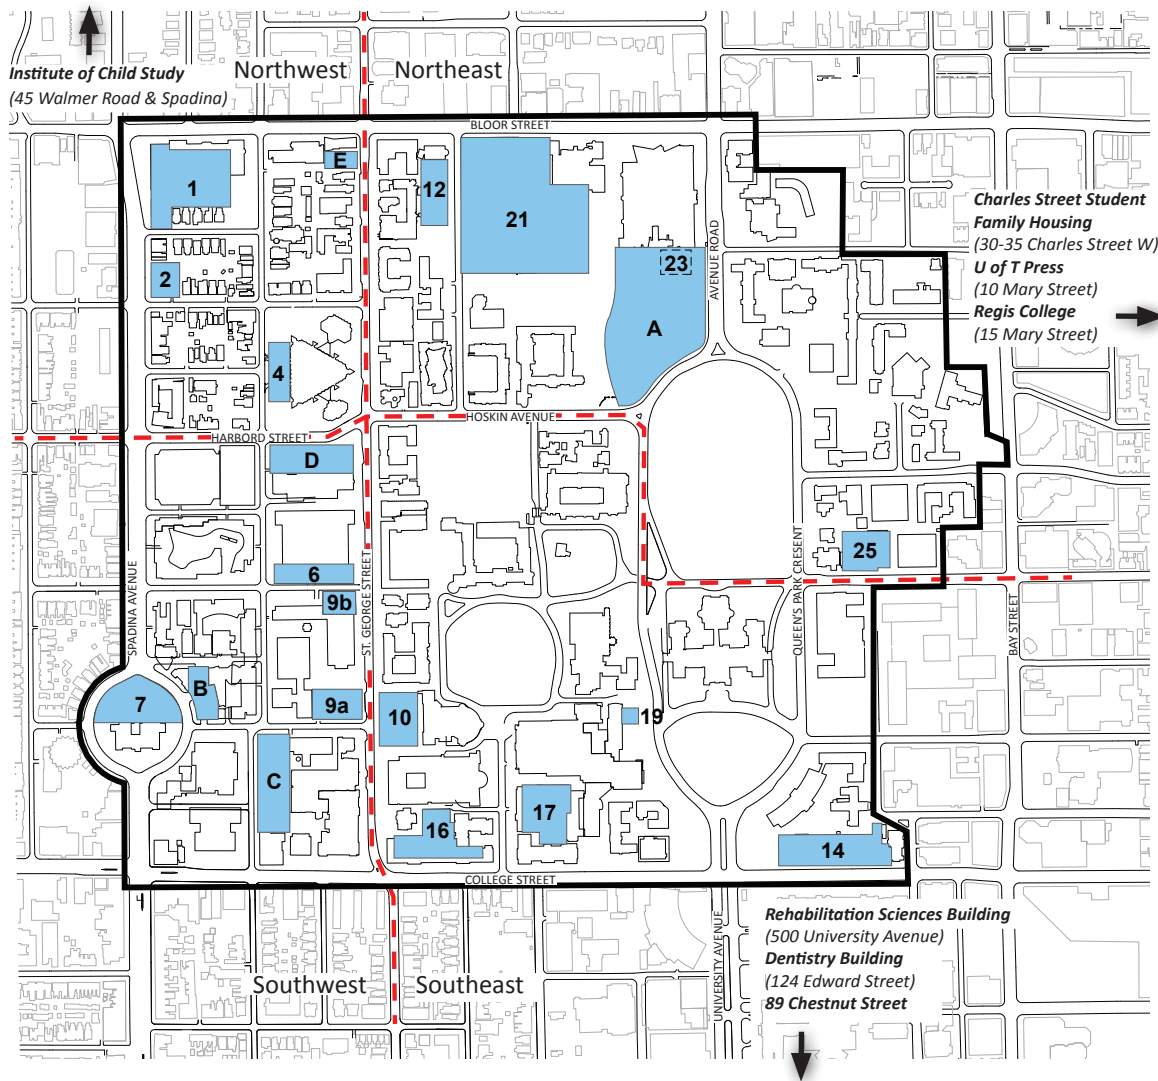 Institute of Child Study
(45 Walmer Road & Spadina)
Northwest
Northeast
BLOOR STREET
E
1
12
21
Charles Street Student
Family Housing
(30-35 Charles Street W)
U of T Press
(10 Mary Street)
Regis College
(15 Mary Street)
2
23
AVENUE ROAD
A
4
HOSKIN AVENUE
HARBORD STREET
D
25
6
9b
SPADINA AVENUE
ST. GEORGE STREET
QUEEN'S PARK CRESENT
BAY STREET
B
7
9a
10
19
C
17
16
14
COLLEGE STREET
Southwest
Southeast
UNIVERSITY AVENUE
Rehabilitation Sciences Building
(500 University Avenue)
Dentistry Building
(124 Edward Street)
89 Chestnut Street